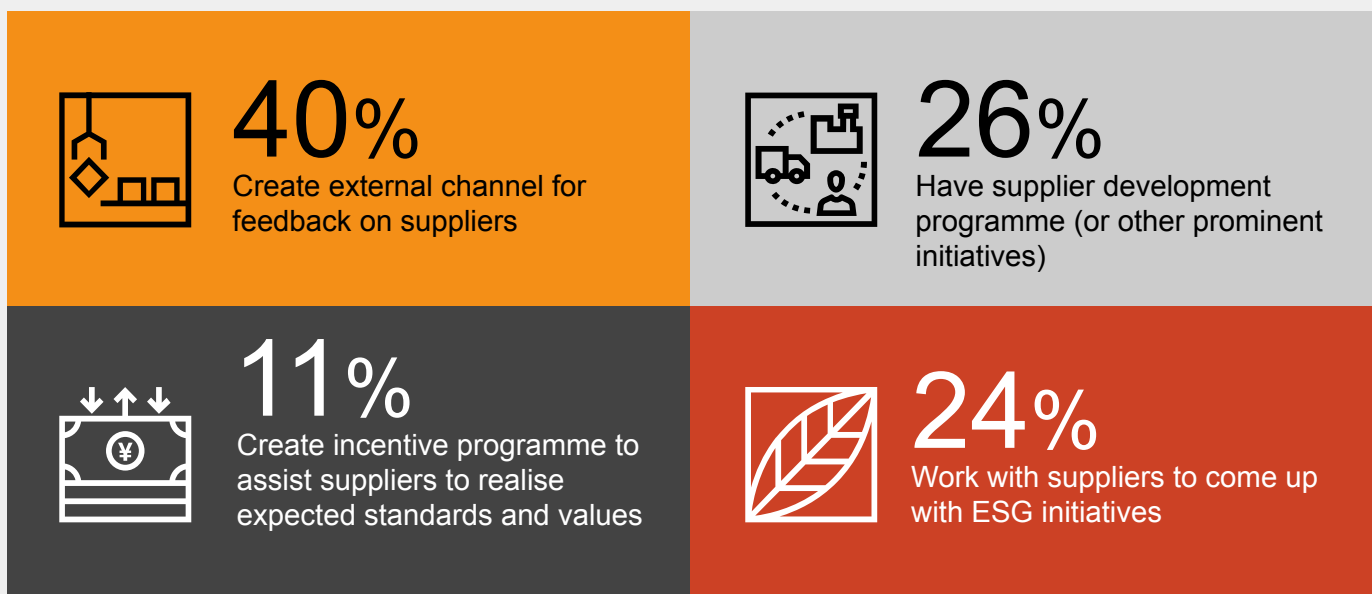 40%
Create external channel for
feedback on suppliers
26%
Have supplier development
programme (or other prominent
initiatives)
¥
11%
Create incentive programme to
assist suppliers to realise
expected standards and values
24%
Work with suppliers to come up
with ESG initiatives